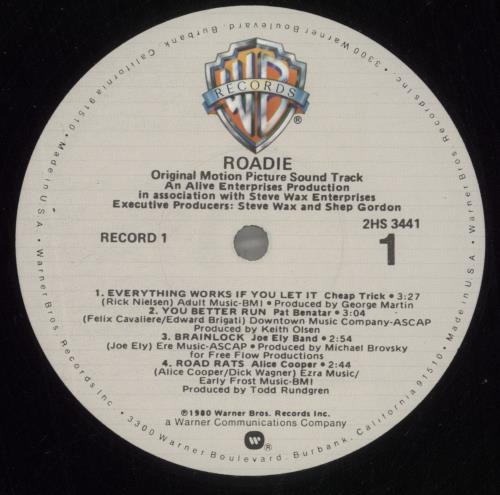 WB
RECORDS
®
ROADIE
Original Motion Picture Sound Track
An Alive Enterprises Production
in association with Steve Wax Enterprises
Executive Producers: Steve Wax and Shep Gordon
RECORD 1
2HS 3441
1
1. EVERYTHING WORKS IF YOU LET IT Cheap Trick • 3:27
(Rick Nielsen) Adult Music-BMI • Produced by George Martin
2. YOU BETTER RUN Pat Benatar • 3:04
(Felix Cavaliere/Edward Brigati) Downtown Music Company-ASCAP
Produced by Keith Olsen
3. BRAINLOCK Joe Ely Band • 2:54
(Joe Ely) Ere Music-ASCAP • Produced by Michael Brovsky
for Free Flow Productions
4. ROAD RATS Alice Cooper • 2:44
(Alice Cooper/Dick Wagner) Ezra Music/
Early Frost Music-BMI
Produced by Todd Rundgren
℗1980 Warner Bros. Records Inc.
a Warner Communications Company
W
®
Warner Bros. Records Inc. • 3300 Warner Boulevard, Burbank, California 91510 • Made in U.S.A. • Warner Bros. Records Inc. • 3300 Warner Boulevard, Burbank, California 91510 • Made in U.S.A. •